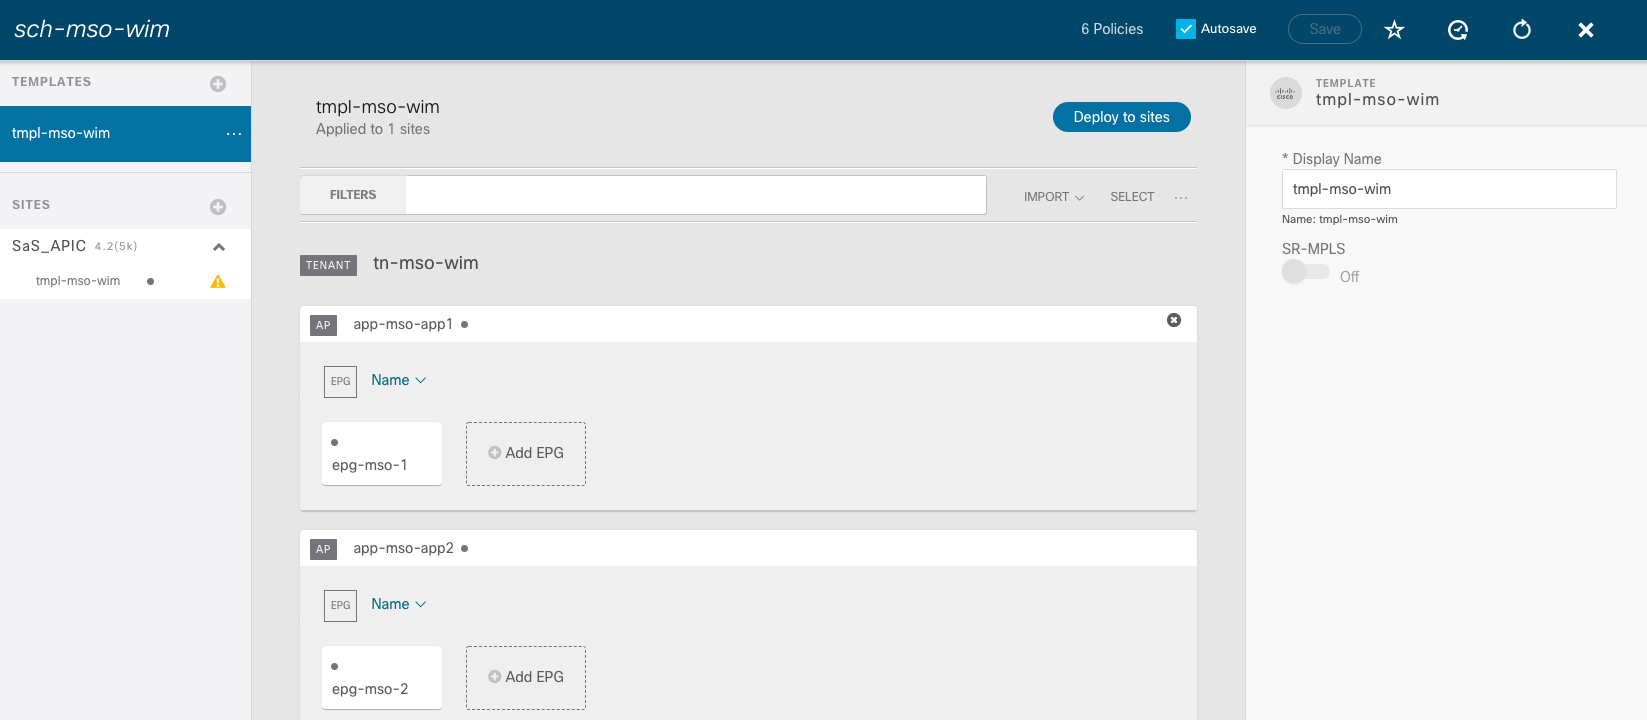 sch-mso-wim
6 Policies
Autosave
Save
TEMPLATES
tmpl-mso-wim
SITES
SaS_APIC 4.2(5k)
tmpl-mso-wim
tmpl-mso-wim
Applied to 1 sites
Deploy to sites
FILTERS
IMPORT
SELECT
TENANT tn-mso-wim
AP app-mso-app1
EPG Name
epg-mso-1
Add EPG
AP app-mso-app2
EPG Name
epg-mso-2
Add EPG
CISCO
TEMPLATE
tmpl-mso-wim
* Display Name
tmpl-mso-wim
Name: tmpl-mso-wim
SR-MPLS
Off